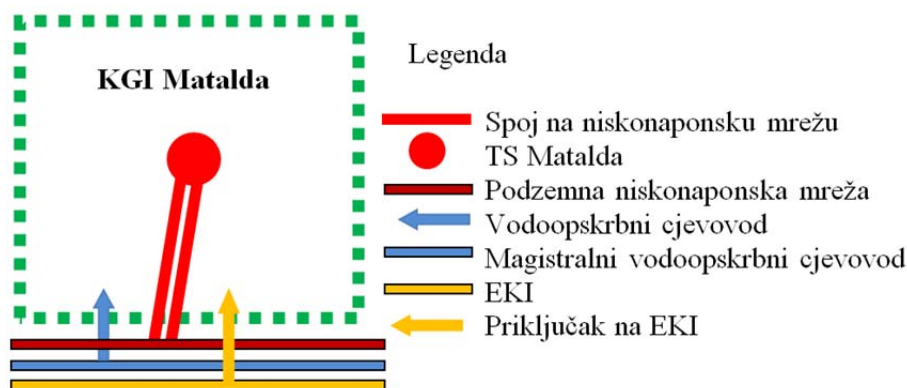 KGI Matalda
Legenda
Spoj na niskonaponsku mrežu
TS Matalda
Podzemna niskonaponska mreža
Vodoopskrbni cjevovod
Magistralni vodoopskrbni cjevovod
EKI
Priključak na EKI